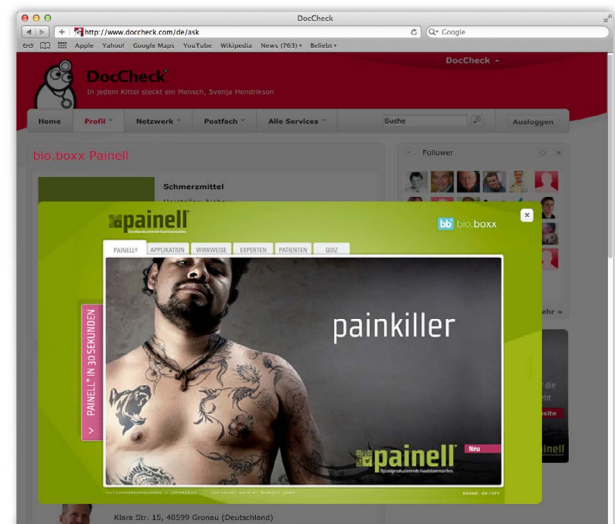 DocCheck
http://www.doccheck.com/de/ask
Google
Apple Yahoo! Google Maps YouTube Wikipedia News (763) Beliebt
DocCheck
DocCheck
In jedem Kittel steckt ein Mensch, Svenja Hendrikson
Home Profil Netzwerk Postfach Alle Services Suche Ausloggen
bio.boxx Painell
Follower
Schmerzmittel
painell
bb bio.boxx
PAINELL® APPLIKATION WIRKWEISE EXPERTEN PATIENTEN QUIZ
PAINELL® IN 30 SEKUNDEN
painkiller
Neu
painell
Klara Str. 15, 48599 Gronau (Deutschland)